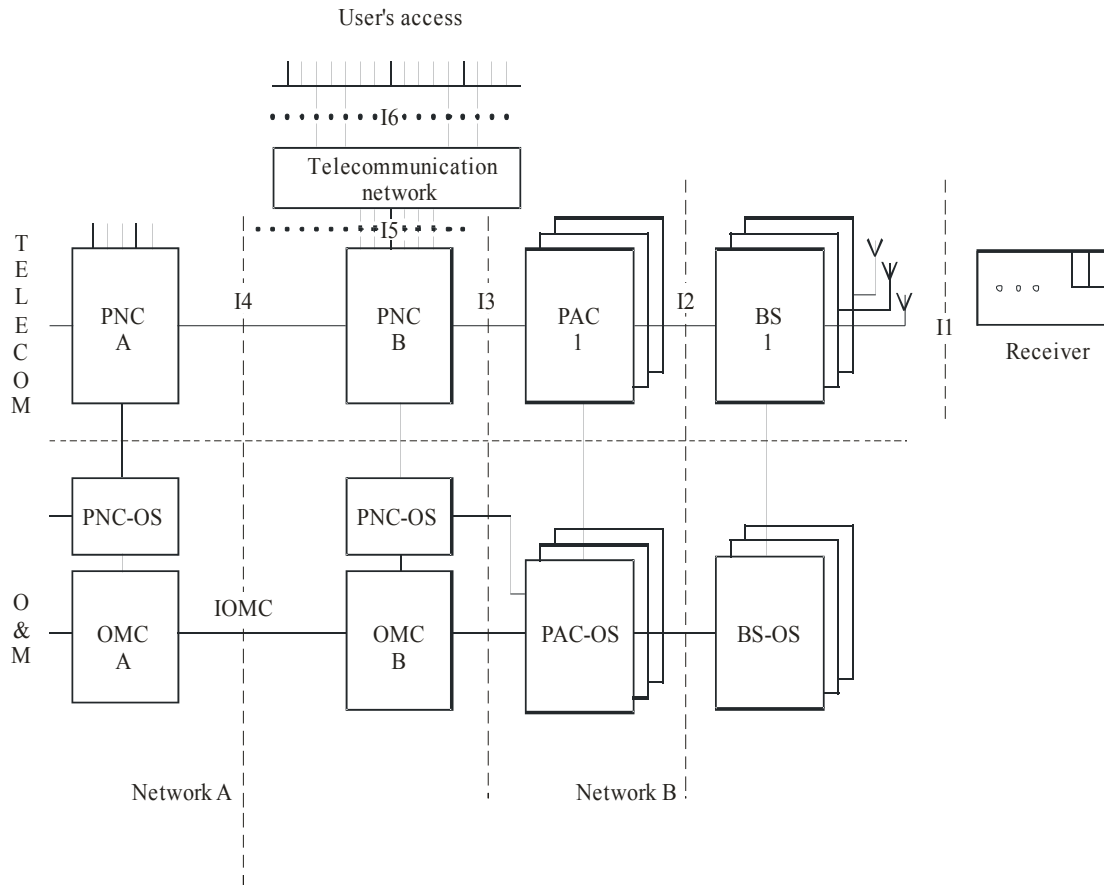 User's access
I6
Telecommunication
network
I5
TELECOM
PNC
A
I4
PNC
B
I3
PAC
1
I2
BS
1
I1
Receiver
PNC-OS
PNC-OS
O&M
OMC
A
IOMC
OMC
B
PAC-OS
BS-OS
Network A
Network B